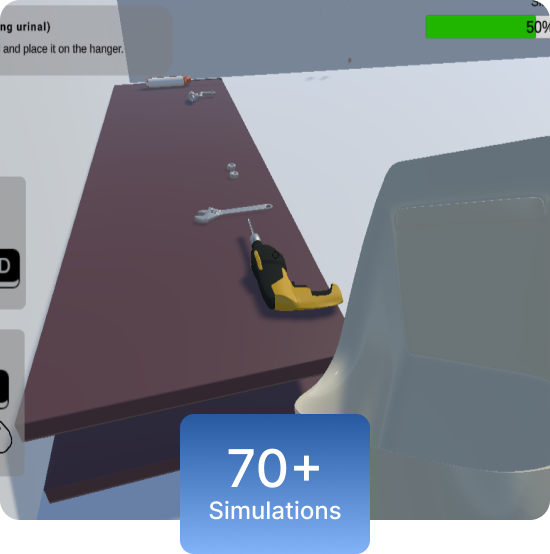 ng urinal)
and place it on the hanger.
50%
D
70+
Simulations